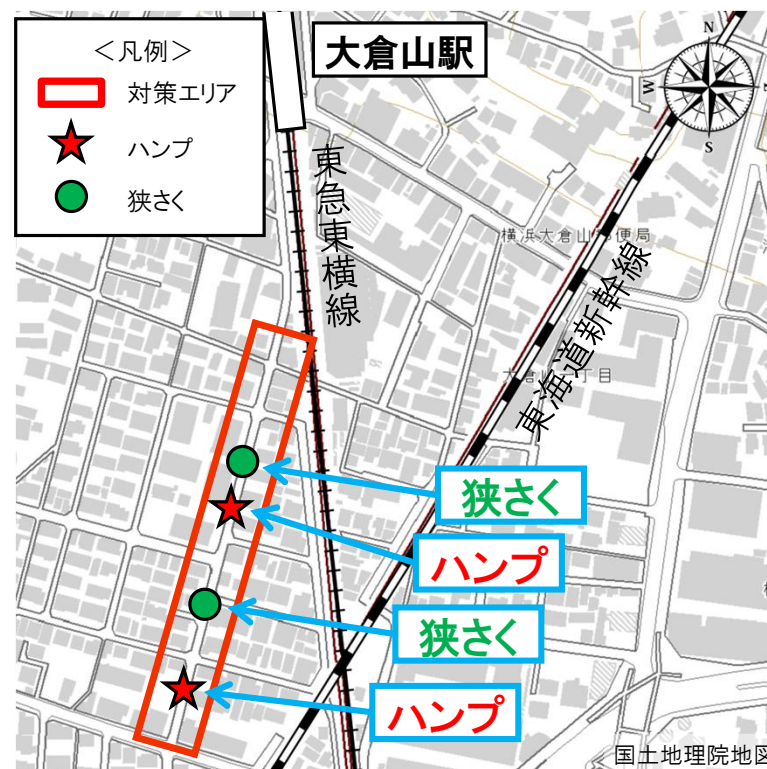 ＜凡例＞
対策エリア
ハンプ
狭さく
大倉山駅
N
W
S
東急東横線
横浜大倉山
便局
東海道新幹線
狭さく
ハンプ
狭さく
ハンプ
国土地理院地図